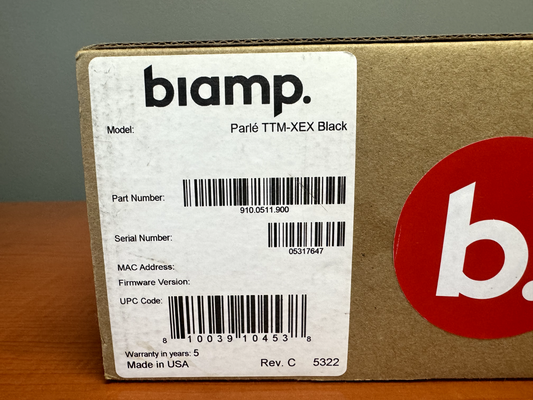 biamp.
Model: Parlé TTM-XEX Black
Part Number:
910.0511.900
Serial Number:
05317647
MAC Address:
Firmware Version:
UPC Code:
8 10039 10453 8
Warranty in years: 5
Made in USA Rev. C 5322
b.